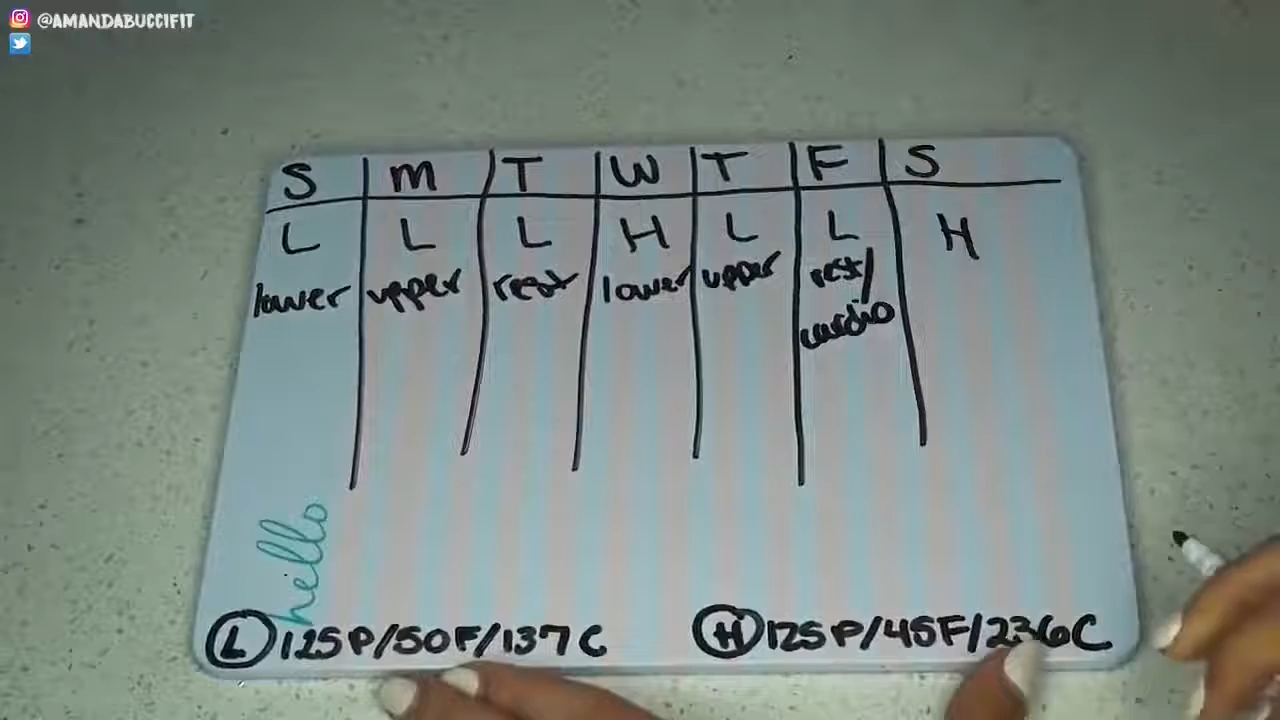 @AMANDABUCCIFIT
S M T W T F S
L L L H L L H
lower upper rest lower upper rest/
cardio
hello
L 125P/50F/137C H 125P/45F/236C